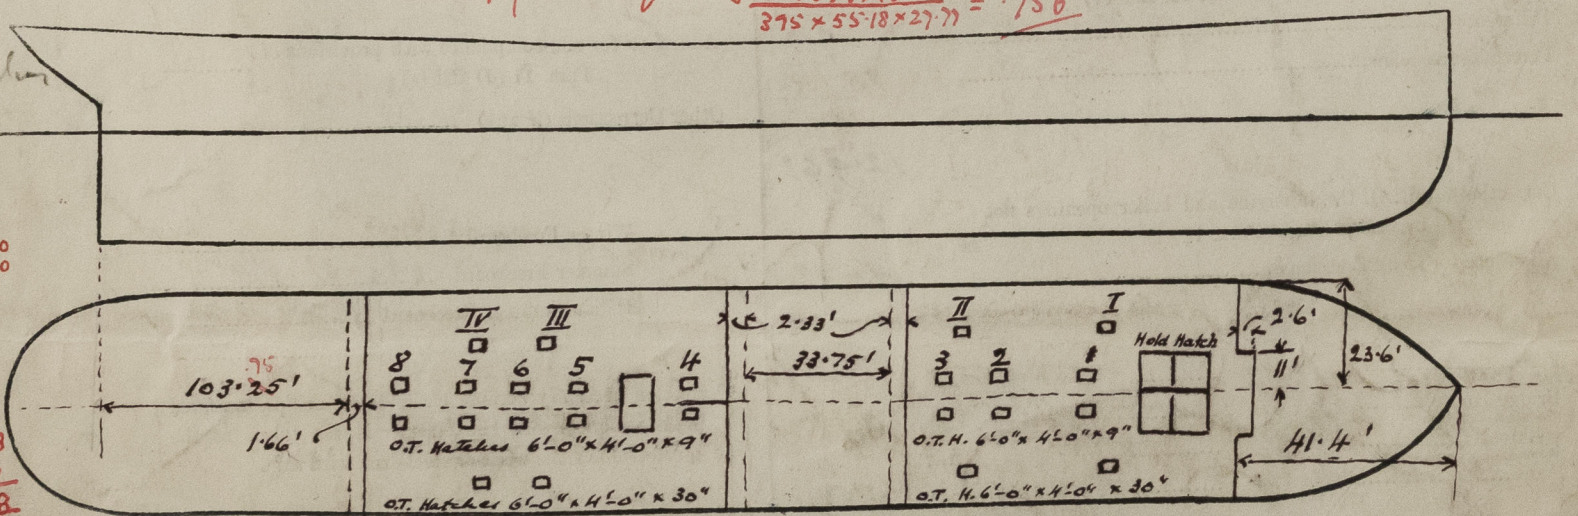 395 × 55·18 × 27·77 = ·756
IV III
8 7 6 5 4
·95
103·25'
1·66'
O.T. Hatches 6'-0" × 4'-0" × 9"
O.T. Hatches 6'-0" × 4'-0" × 30"
2·33'
33·75'
II I
3 2 1
Hold Hatch
O.T. H. 6'-0" × 4'-0" × 9"
O.T. H. 6'-0" × 4'-0" × 30"
2·6'
23·6'
11'
41·4'